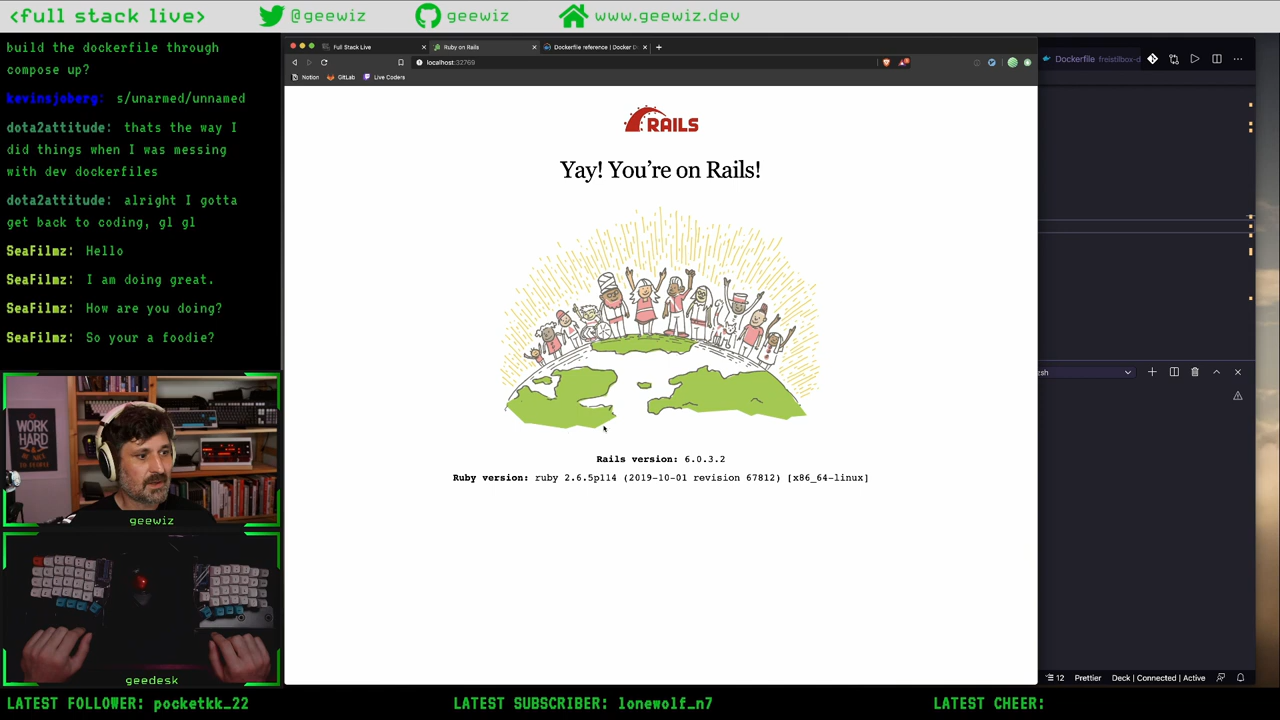 <full stack live>
@geewiz
geewiz
www.geewiz.dev
build the dockerfile through
compose up?
kevinsjoberg: s/unarmed/unnamed
dota2attitude: thats the way I
did things when I was messing
with dev dockerfiles
dota2attitude: alright I gotta
get back to coding, gl gl
SeaFilmz: Hello
SeaFilmz: I am doing great.
SeaFilmz: How are you doing?
SeaFilmz: So your a foodie?
WORK
HARD
geewiz
geedesk
Full Stack Live
Ruby on Rails
Dockerfile reference | Docker D
localhost:32769
Notion
GitLab
Live Coders
RAILS
Yay! You're on Rails!
Rails version: 6.0.3.2
Ruby version: ruby 2.6.5p114 (2019-10-01 revision 67812) [x86_64-linux]
Dockerfile freistilbox-d
zsh
12
Prettier
Deck | Connected | Active
LATEST FOLLOWER: pocketkk_22
LATEST SUBSCRIBER: lonewolf_n7
LATEST CHEER: